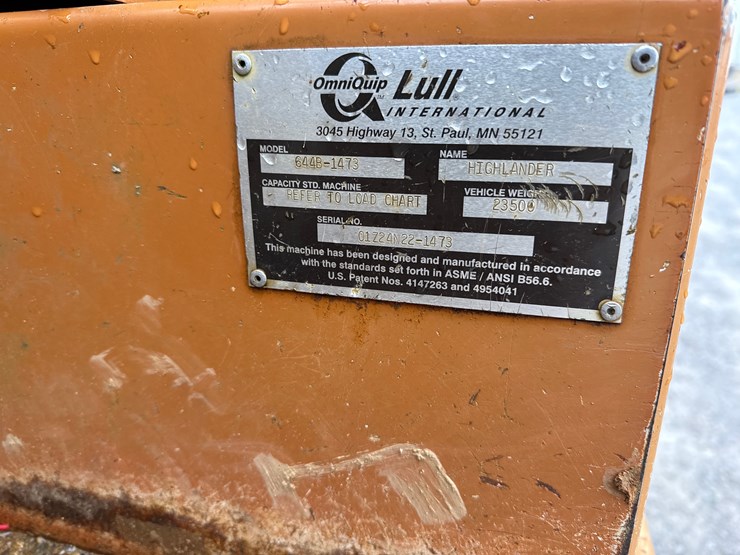 OmniQuip Lull
INTERNATIONAL
3045 Highway 13, St. Paul, MN 55121
MODEL NAME
644B-1473 HIGHLANDER
CAPACITY STD. MACHINE VEHICLE WEIGHT
REFER TO LOAD CHART 23500
SERIAL NO.
01Z24N22-1473
This machine has been designed and manufactured in accordance
with the standards set forth in ASME / ANSI B56.6.
U.S. Patent Nos. 4147263 and 4954041